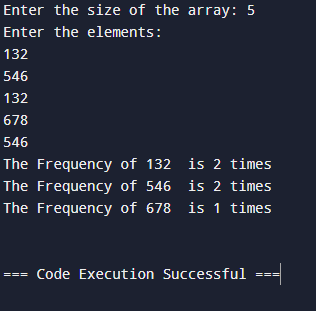 Enter the size of the array: 5
Enter the elements:
132
546
132
678
546
The Frequency of 132  is 2 times
The Frequency of 546  is 2 times
The Frequency of 678  is 1 times
=== Code Execution Successful ===